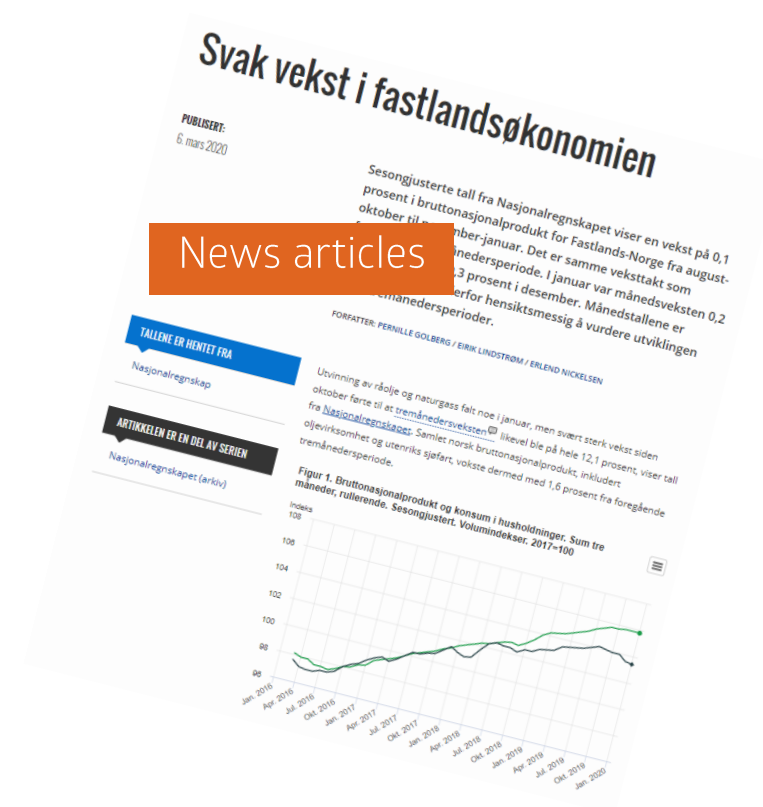 Svak vekst i fastlandsøkonomien
PUBLISERT:
6. mars 2020
Sesongjusterte tall fra Nasjonalregnskapet viser en vekst på 0,1
prosent i bruttonasjonalprodukt for Fastlands-Norge fra august-
oktober til mber-januar. Det er samme veksttakt som
månedersperiode. I januar var månedsveksten 0,2
,3 prosent i desember. Månedstallene er
erfor hensiktsmessig å vurdere utviklingen
remånedersperioder.
News articles
FORFATTER: PERNILLE GOLBERG / EIRIK LINDSTRØM / ERLEND NICKELSEN
TALLENE ER HENTET FRA
Nasjonalregnskap
ARTIKKELEN ER EN DEL AV SERIEN
Nasjonalregnskapet (arkiv)
Utvinning av råolje og naturgass falt noe i januar, men svært sterk vekst siden
oktober førte til at tremånedersveksten likevel ble på hele 12,1 prosent, viser tall
fra Nasjonalregnskapet. Samlet norsk bruttonasjonalprodukt, inkludert
oljevirksomhet og utenriks sjøfart, vokste dermed med 1,6 prosent fra foregående
tremånedersperiode.
Figur 1. Bruttonasjonalprodukt og konsum i husholdninger. Sum tre
måneder, rullerende. Sesongjustert. Volumindekser. 2017=100
Indeks
108
106
104
102
100
98
96
Jan. 2016
Apr. 2016
Jul. 2016
Okt. 2016
Jan. 2017
Apr. 2017
Jul. 2017
Okt. 2017
Jan. 2018
Apr. 2018
Jul. 2018
Okt. 2018
Jan. 2019
Apr. 2019
Jul. 2019
Okt. 2019
Jan. 2020